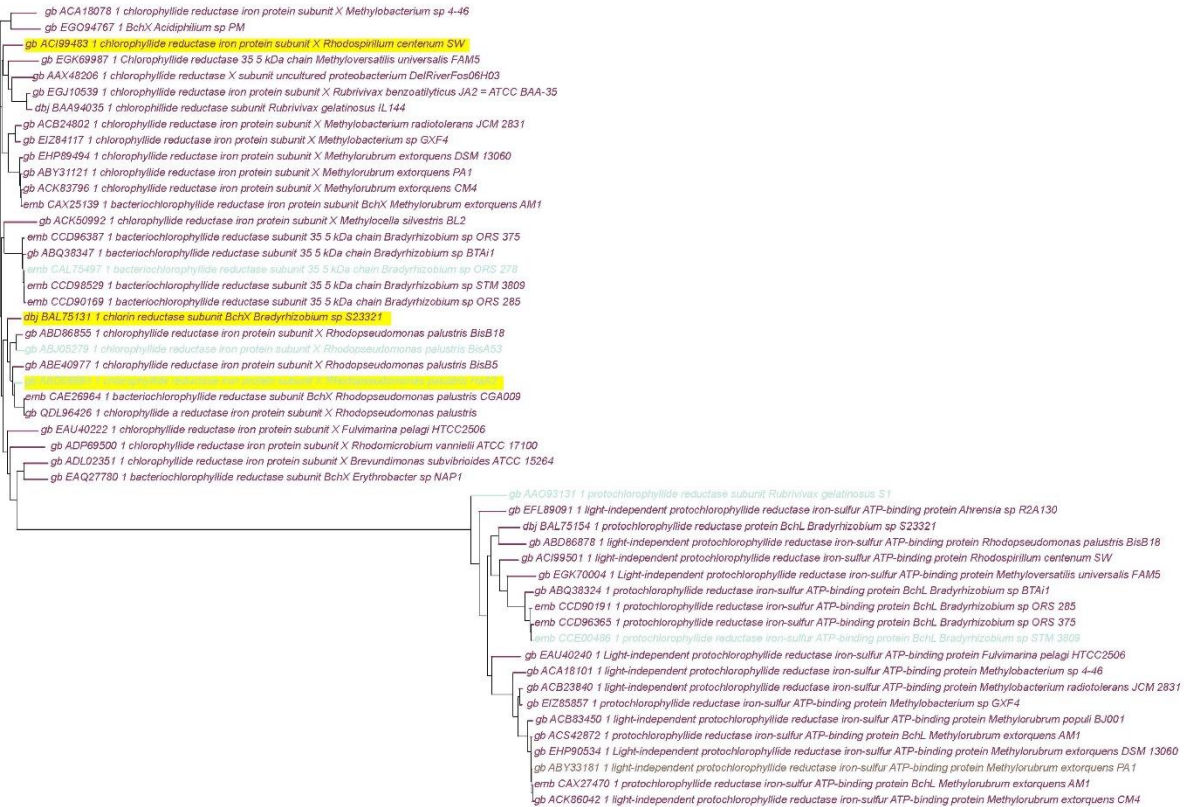 gb ACA18078 1 chlorophyllide reductase iron protein subunit X Methylobacterium sp 4-46
gb EGO94767 1 BchX Acidiphilium sp PM
gb ACI99483 1 chlorophyllide reductase iron protein subunit X Rhodospirillum centenum SW
gb EGK69987 1 Chlorophyllide reductase 35 5 kDa chain Methyloversatilis universalis FAM5
gb AAX48206 1 chlorophyllide reductase X subunit uncultured proteobacterium DelRiverFos06H03
gb EGJ10539 1 chlorophyllide reductase iron protein subunit X Rubrivivax benzoatilyticus JA2 = ATCC BAA-35
dbj BAA94035 1 chlorophillide reductase subunit Rubrivivax gelatinosus IL144
gb ACB24802 1 chlorophyllide reductase iron protein subunit X Methylobacterium radiotolerans JCM 2831
gb EIZ84117 1 chlorophyllide reductase iron protein subunit X Methylobacterium sp GXF4
gb EHP89494 1 chlorophyllide reductase iron protein subunit X Methylorubrum extorquens DSM 13060
gb ABY31121 1 chlorophyllide reductase iron protein subunit X Methylorubrum extorquens PA1
gb ACK83796 1 chlorophyllide reductase iron protein subunit X Methylorubrum extorquens CM4
emb CAX25139 1 bacteriochlorophyllide reductase subunit BchX Methylorubrum extorquens AM1
gb ACK50992 1 chlorophyllide reductase iron protein subunit X Methylocella silvestris BL2
emb CCD96387 1 bacteriochlorophyllide reductase subunit 35 5 kDa chain Bradyrhizobium sp ORS 375
gb ABQ38347 1 bacteriochlorophyllide reductase subunit 35 5 kDa chain Bradyrhizobium sp BTAi1
emb CAL75497 1 bacteriochlorophyllide reductase subunit 35 5 kDa chain Bradyrhizobium sp ORS 278
emb CCD98529 1 bacteriochlorophyllide reductase subunit 35 5 kDa chain Bradyrhizobium sp STM 3809
emb CCD90169 1 bacteriochlorophyllide reductase subunit 35 5 kDa chain Bradyrhizobium sp ORS 285
dbj BAL75131 1 chlorin reductase subunit BchX Bradyrhizobium sp S23321
gb ABD86855 1 chlorophyllide reductase iron protein subunit X Rhodopseudomonas palustris BisB18
gb ABJ05279 1 chlorophyllide reductase iron protein subunit X Rhodopseudomonas palustris BisA53
gb ABE40977 1 chlorophyllide reductase iron protein subunit X Rhodopseudomonas palustris BisB5
gb 1 chlorophyllide reductase iron protein subunit X Rhodopseudomonas palustris
emb CAE26964 1 bacteriochlorophyllide reductase subunit BchX Rhodopseudomonas palustris CGA009
gb QDL96426 1 chlorophyllide a reductase iron protein subunit X Rhodopseudomonas palustris
gb EAU40222 1 chlorophyllide reductase iron protein subunit X Fulvimarina pelagi HTCC2506
gb ADP69500 1 chlorophyllide reductase iron protein subunit X Rhodomicrobium vannielii ATCC 17100
gb ADL02351 1 chlorophyllide reductase iron protein subunit X Brevundimonas subvibrioides ATCC 15264
gb EAQ27780 1 bacteriochlorophyllide reductase subunit BchX Erythrobacter sp NAP1
gb AAO93131 1 protochlorophyllide reductase subunit Rubrivivax gelatinosus S1
gb EFL89091 1 light-independent protochlorophyllide reductase iron-sulfur ATP-binding protein Ahrensia sp R2A130
dbj BAL75154 1 protochlorophyllide reductase protein BchL Bradyrhizobium sp S23321
gb ABD86878 1 light-independent protochlorophyllide reductase iron-sulfur ATP-binding protein Rhodopseudomonas palustris BisB18
gb ACI99501 1 light-independent protochlorophyllide reductase iron-sulfur ATP-binding protein Rhodospirillum centenum SW
gb EGK70004 1 Light-independent protochlorophyllide reductase iron-sulfur ATP-binding protein Methyloversatilis universalis FAM5
gb ABQ38324 1 protochlorophyllide reductase iron-sulfur ATP-binding protein BchL Bradyrhizobium sp BTAi1
emb CCD90191 1 protochlorophyllide reductase iron-sulfur ATP-binding protein BchL Bradyrhizobium sp ORS 285
emb CCD96365 1 protochlorophyllide reductase iron-sulfur ATP-binding protein BchL Bradyrhizobium sp ORS 375
emb CCE00466 1 protochlorophyllide reductase iron-sulfur ATP-binding protein BchL Bradyrhizobium sp STM 3809
gb EAU40240 1 Light-independent protochlorophyllide reductase iron-sulfur ATP-binding protein Fulvimarina pelagi HTCC2506
gb ACA18101 1 light-independent protochlorophyllide reductase iron-sulfur ATP-binding protein Methylobacterium sp 4-46
gb ACB23840 1 light-independent protochlorophyllide reductase iron-sulfur ATP-binding protein Methylobacterium radiotolerans JCM 2831
gb EIZ85857 1 protochlorophyllide reductase iron-sulfur ATP-binding protein Methylobacterium sp GXF4
gb ACB83450 1 light-independent protochlorophyllide reductase iron-sulfur ATP-binding protein Methylorubrum populi BJ001
gb ACS42872 1 protochlorophyllide reductase iron-sulfur ATP-binding protein BchL Methylorubrum extorquens AM1
gb EHP90534 1 Light-independent protochlorophyllide reductase iron-sulfur ATP-binding protein Methylorubrum extorquens DSM 13060
gb ABY33181 1 light-independent protochlorophyllide reductase iron-sulfur ATP-binding protein Methylorubrum extorquens PA1
emb CAX27470 1 protochlorophyllide reductase iron-sulfur ATP-binding protein BchL Methylorubrum extorquens AM1
gb ACK86042 1 light-independent protochlorophyllide reductase iron-sulfur ATP-binding protein Methylorubrum extorquens CM4